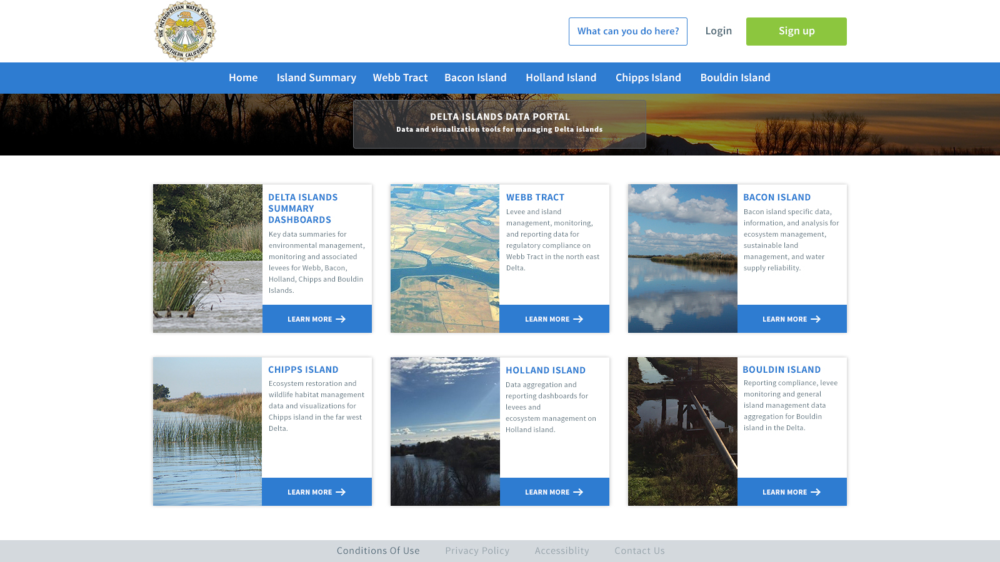 THE METROPOLITAN WATER DISTRICT OF
SOUTHERN CALIFORNIA
What can you do here?
Login
Sign up
Home
Island Summary
Webb Tract
Bacon Island
Holland Island
Chipps Island
Bouldin Island
DELTA ISLANDS DATA PORTAL
Data and visualization tools for managing Delta islands
DELTA ISLANDS
SUMMARY
DASHBOARDS
Key data summaries for
environmental management,
monitoring and associated
levees for Webb, Bacon,
Holland, Chipps and Bouldin
Islands.
LEARN MORE
WEBB TRACT
Levee and island
management, monitoring,
and reporting data for
regulatory compliance on
Webb Tract in the north east
Delta.
LEARN MORE
BACON ISLAND
Bacon island specific data,
information, and analysis for
ecosystem management,
sustainable land
management, and water
supply reliability.
LEARN MORE
CHIPPS ISLAND
Ecosystem restoration and
wildlife habitat management
data and visualizations for
Chipps island in the far west
Delta.
LEARN MORE
HOLLAND ISLAND
Data aggregation and
reporting dashboards for
levees and
ecosystem management on
Holland island.
LEARN MORE
BOULDIN ISLAND
Reporting compliance, levee
monitoring and general
island management data
aggregation for Bouldin
island in the Delta.
LEARN MORE
Conditions Of Use
Privacy Policy
Accessiblity
Contact Us